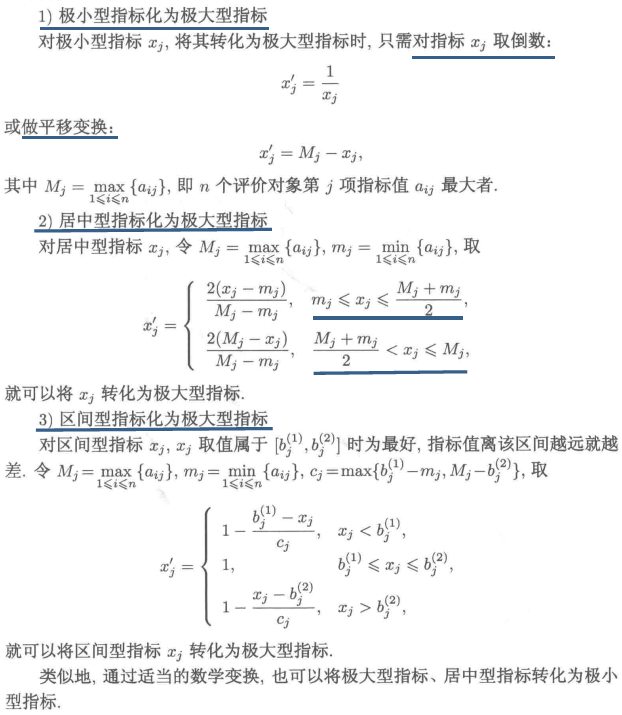 1) 极小型指标化为极大型指标
对极小型指标 $x_j$, 将其转化为极大型指标时, 只需对指标 $x_j$ 取倒数:
$x_j' = \frac{1}{x_j}$
或做平移变换:
$x_j' = M_j - x_j,$
其中 $M_j = \max_{1 \leqslant i \leqslant n} \{a_{ij}\}$, 即 $n$ 个评价对象第 $j$ 项指标值 $a_{ij}$ 最大者.
2) 居中型指标化为极大型指标
对居中型指标 $x_j$, 令 $M_j = \max_{1 \leqslant i \leqslant n} \{a_{ij}\}$, $m_j = \min_{1 \leqslant i \leqslant n} \{a_{ij}\}$, 取
$x_j' = \begin{cases} \frac{2(x_j - m_j)}{M_j - m_j}, & m_j \leqslant x_j \leqslant \frac{M_j + m_j}{2}, \\ \frac{2(M_j - x_j)}{M_j - m_j}, & \frac{M_j + m_j}{2} < x_j \leqslant M_j, \end{cases}$
就可以将 $x_j$ 转化为极大型指标.
3) 区间型指标化为极大型指标
对区间型指标 $x_j$, $x_j$ 取值属于 $[b_j^{(1)}, b_j^{(2)}]$ 时为最好, 指标值离该区间越远就越
差. 令 $M_j = \max_{1 \leqslant i \leqslant n} \{a_{ij}\}$, $m_j = \min_{1 \leqslant i \leqslant n} \{a_{ij}\}$, $c_j = \max\{b_j^{(1)} - m_j, M_j - b_j^{(2)}\}$, 取
$x_j' = \begin{cases} 1 - \frac{b_j^{(1)} - x_j}{c_j}, & x_j < b_j^{(1)}, \\ 1, & b_j^{(1)} \leqslant x_j \leqslant b_j^{(2)}, \\ 1 - \frac{x_j - b_j^{(2)}}{c_j}, & x_j > b_j^{(2)}, \end{cases}$
就可以将区间型指标 $x_j$ 转化为极大型指标.
类似地, 通过适当的数学变换, 也可以将极大型指标、居中型指标转化为极小
型指标.